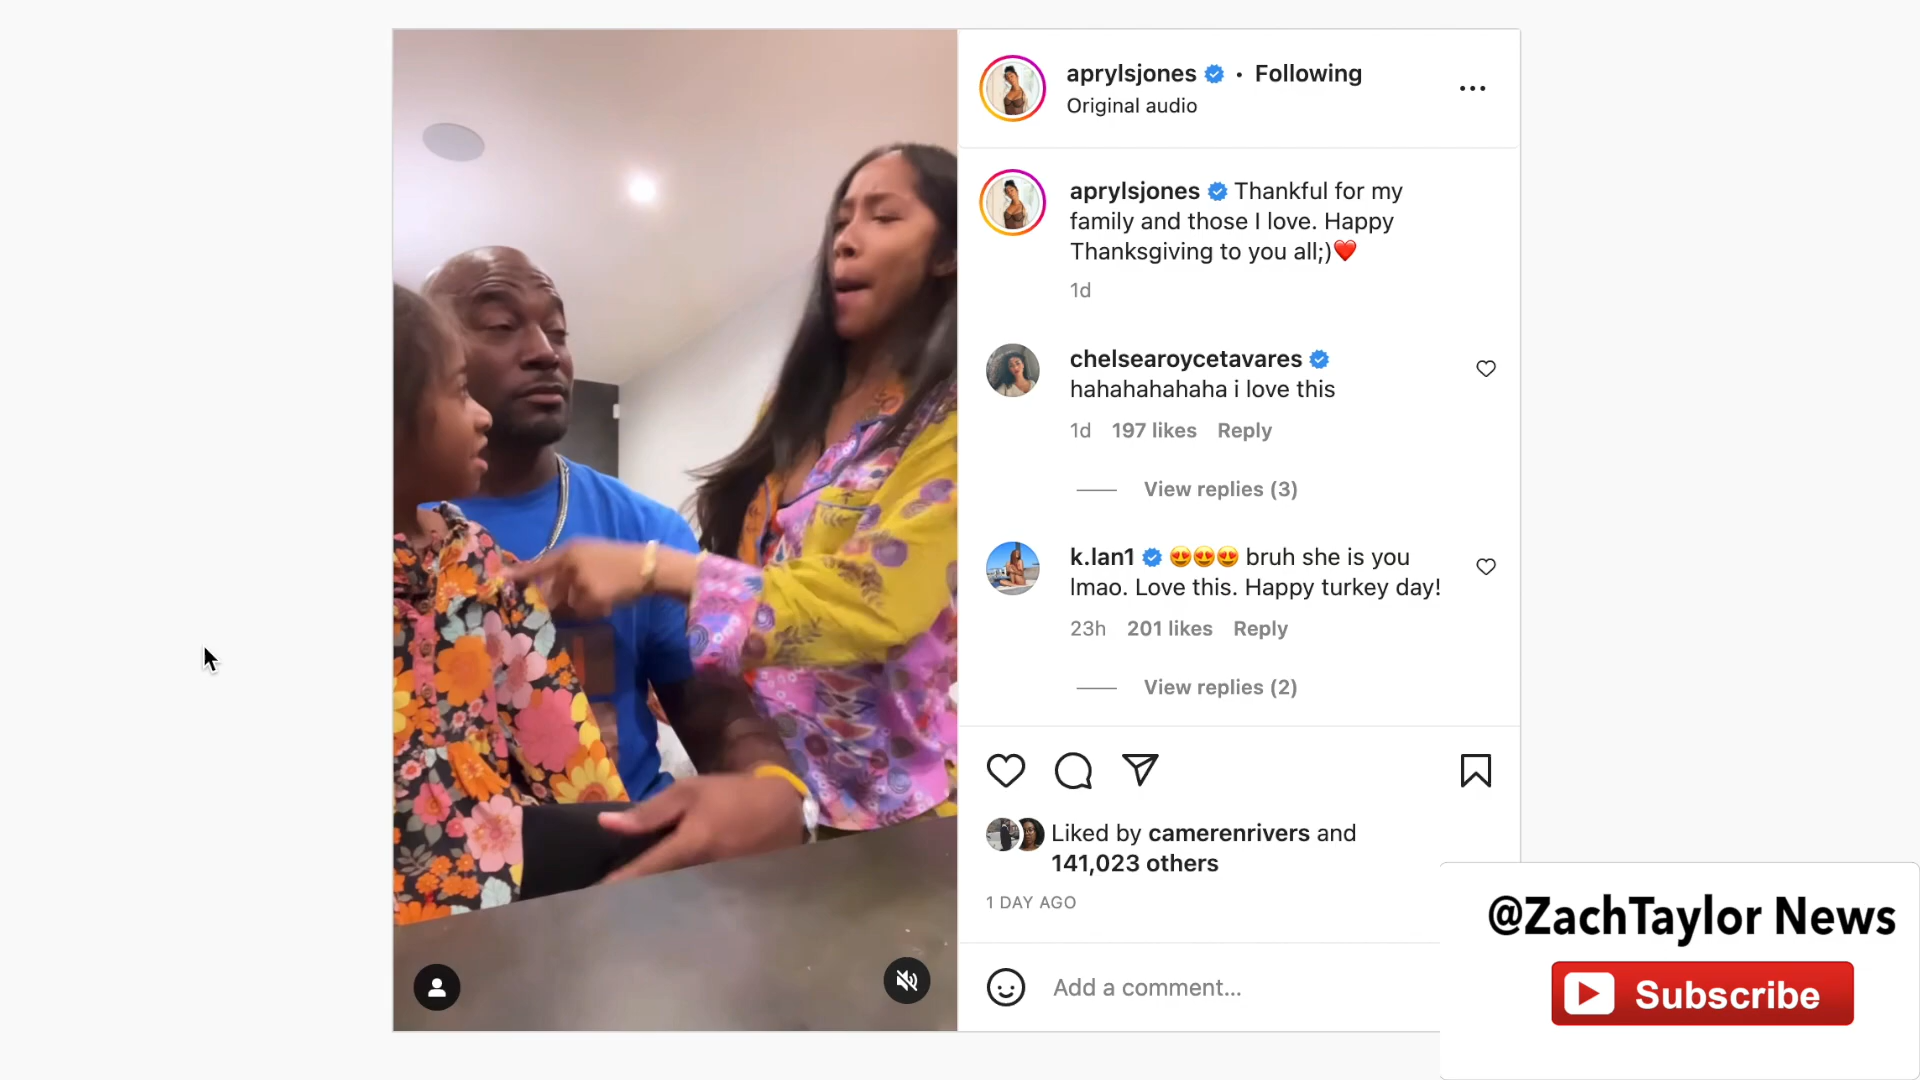 aprylsjones • Following
Original audio
aprylsjones Thankful for my
family and those I love. Happy
Thanksgiving to you all;)❤️
1d
chelsearoycetavares
hahahahahaha i love this
1d 197 likes Reply
View replies (3)
k.lan1 😍😍😍 bruh she is you
lmao. Love this. Happy turkey day!
23h 201 likes Reply
View replies (2)
Liked by camerenrivers and
141,023 others
1 DAY AGO
Add a comment...
@ZachTaylor News
Subscribe